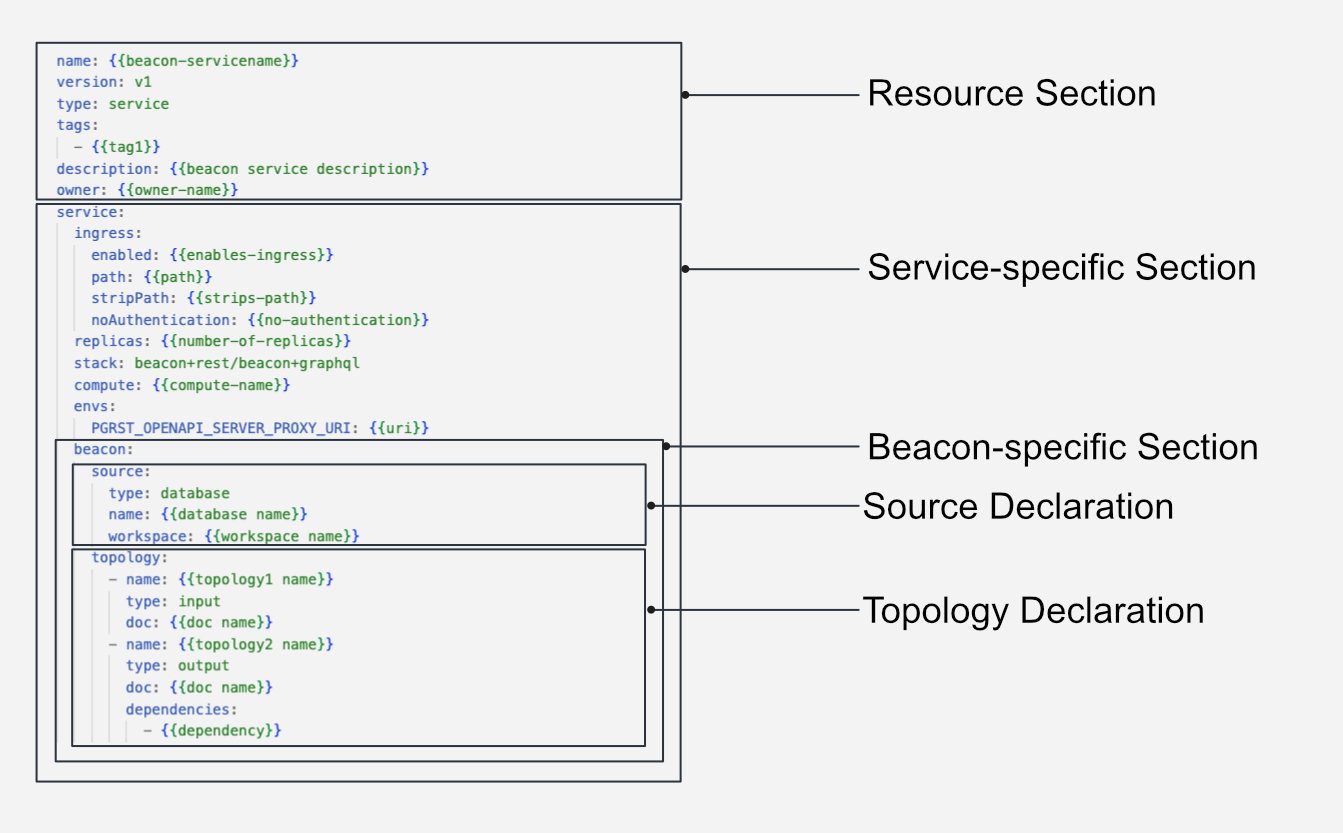 name: {{beacon-servicename}}
version: v1
type: service
tags:
- {{tag1}}
description: {{beacon service description}}
owner: {{owner-name}}
Resource Section
service:
ingress:
enabled: {{enables-ingress}}
path: {{path}}
stripPath: {{strips-path}}
noAuthentication: {{no-authentication}}
replicas: {{number-of-replicas}}
stack: beacon+rest/beacon+graphql
compute: {{compute-name}}
envs:
PGRST_OPENAPI_SERVER_PROXY_URI: {{uri}}
Service-specific Section
beacon:
Beacon-specific Section
source:
type: database
name: {{database name}}
workspace: {{workspace name}}
Source Declaration
topology:
- name: {{topology1 name}}
type: input
doc: {{doc name}}
- name: {{topology2 name}}
type: output
doc: {{doc name}}
dependencies:
- {{dependency}}
Topology Declaration